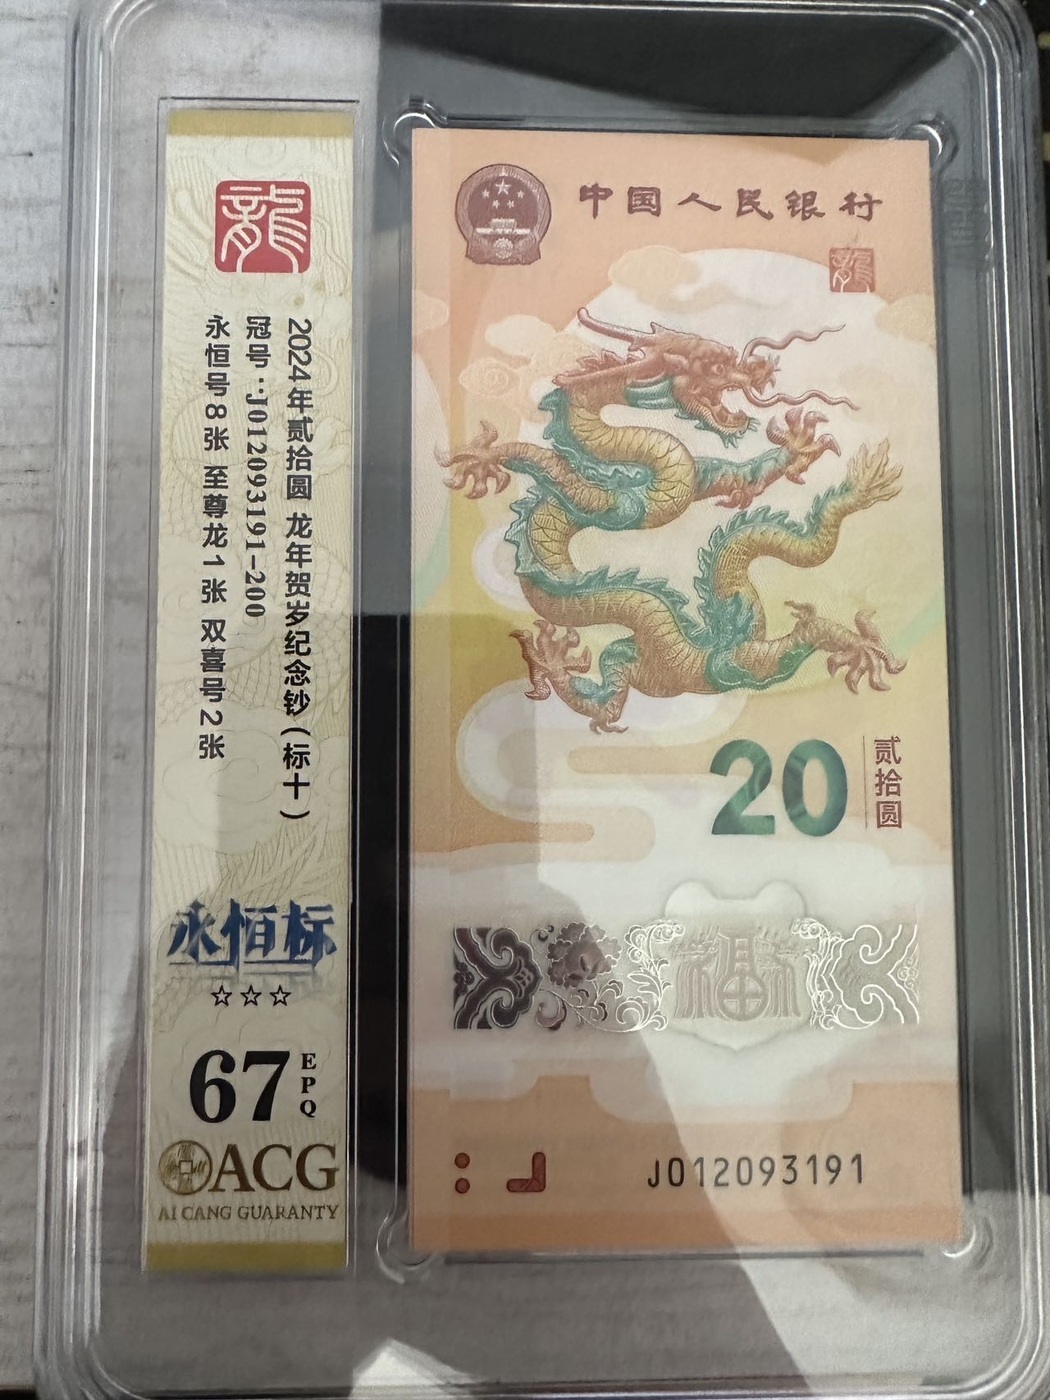 龍
2024年贰拾圆 龙年贺岁纪念钞(标十)
冠号:J012093191-200
永恒号8张 至尊龙1张 双喜号2张
永恒标
☆☆☆
67
EPQ
ACG
AI CANG GUARANTY
中国人民银行
龍
20
贰拾圆
福
J012093191